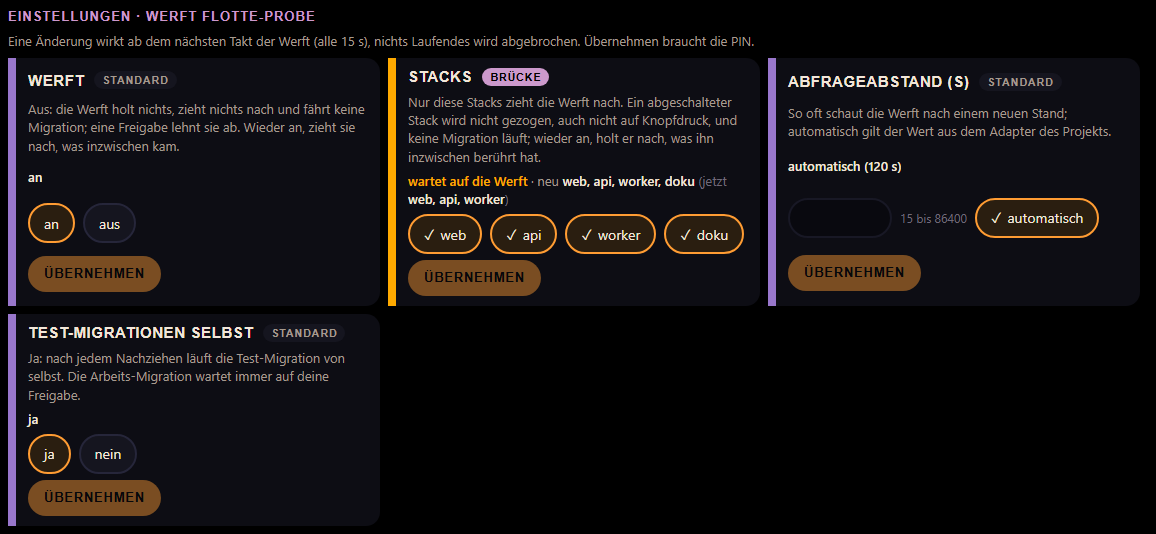 EINSTELLUNGEN · WERFT FLOTTE-PROBE
Eine Änderung wirkt ab dem nächsten Takt der Werft (alle 15 s), nichts Laufendes wird abgebrochen. Übernehmen braucht die PIN.
WERFT STANDARD
Aus: die Werft holt nichts, zieht nichts nach und fährt keine
Migration; eine Freigabe lehnt sie ab. Wieder an, zieht sie
nach, was inzwischen kam.
an
an aus
ÜBERNEHMEN
STACKS BRÜCKE
Nur diese Stacks zieht die Werft nach. Ein abgeschalteter
Stack wird nicht gezogen, auch nicht auf Knopfdruck, und
keine Migration läuft; wieder an, holt er nach, was ihn
inzwischen berührt hat.
wartet auf die Werft · neu web, api, worker, doku (jetzt
web, api, worker)
✓ web ✓ api ✓ worker ✓ doku
ÜBERNEHMEN
ABFRAGEABSTAND (S) STANDARD
So oft schaut die Werft nach einem neuen Stand;
automatisch gilt der Wert aus dem Adapter des Projekts.
automatisch (120 s)
15 bis 86400 ✓ automatisch
ÜBERNEHMEN
TEST-MIGRATIONEN SELBST STANDARD
Ja: nach jedem Nachziehen läuft die Test-Migration von
selbst. Die Arbeits-Migration wartet immer auf deine
Freigabe.
ja
ja nein
ÜBERNEHMEN